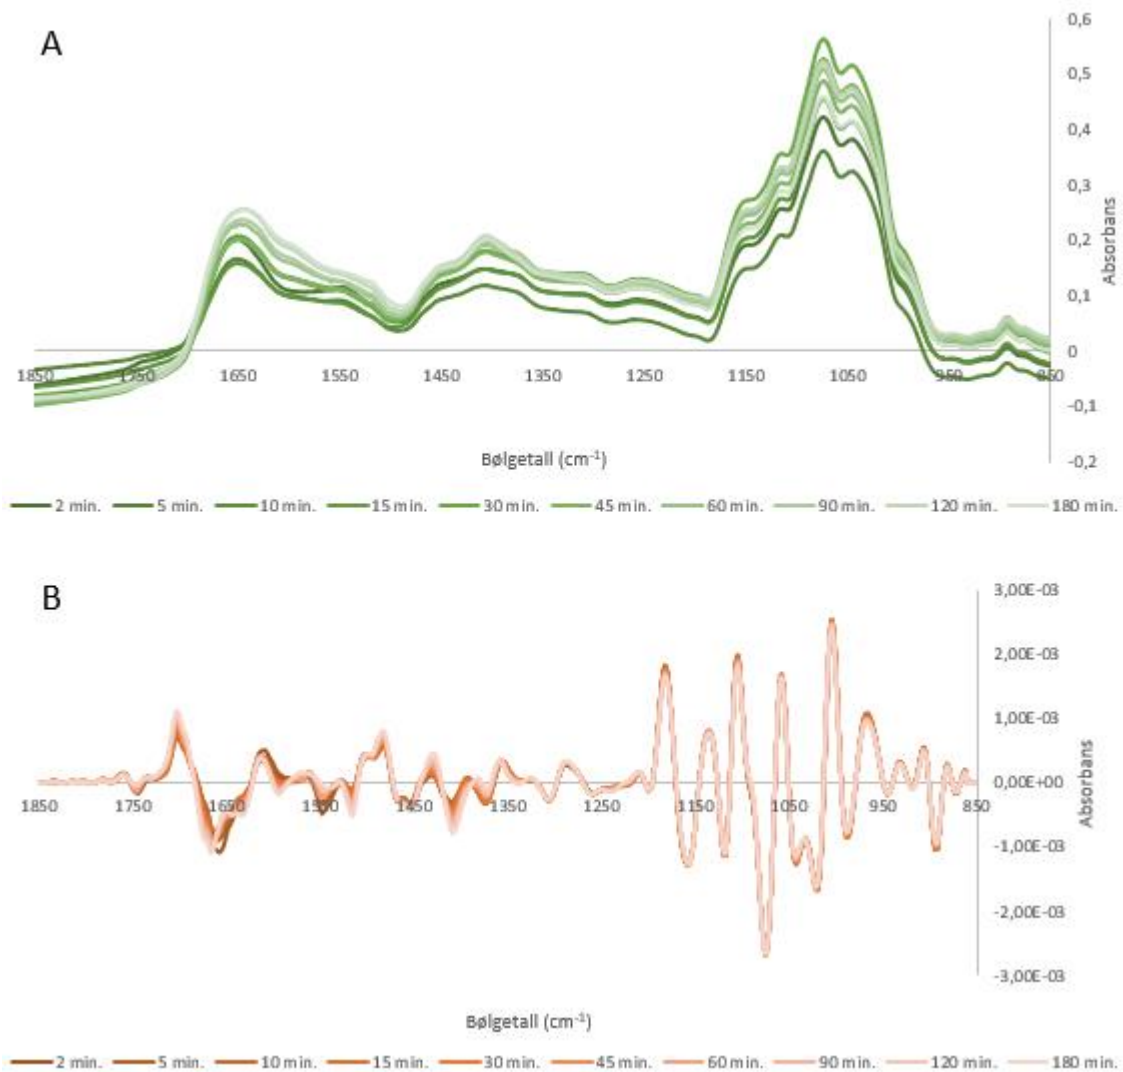 A
0,6
0,5
0,4
0,3
0,2
0,1
0
-0,1
-0,2
Absorbans
1850 1750 1650 1550 1450 1350 1250 1150 1050 950 850
Bølgetall (cm-1)
2 min. 5 min. 10 min. 15 min. 30 min. 45 min. 60 min. 90 min. 120 min. 180 min.
B
3,00E-03
2,00E-03
1,00E-03
0,00E+00
-1,00E-03
-2,00E-03
-3,00E-03
Absorbans
1850 1750 1650 1550 1450 1350 1250 1150 1050 950 850
Bølgetall (cm-1)
2 min. 5 min. 10 min. 15 min. 30 min. 45 min. 60 min. 90 min. 120 min. 180 min.